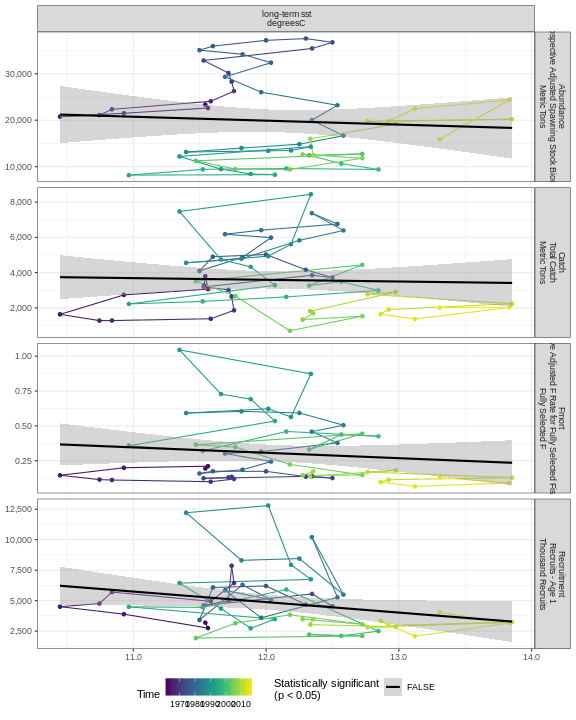 long-term sst
degreesC
30,000
20,000
10,000
Abundance
spective Adjusted Spawning Stock
Metric Tons
8,000
6,000
4,000
2,000
Catch
Total Catch
Metric Tons
1.00
0.75
0.50
0.25
Fmort
Adjusted F Rate for Fully Selected
Fully Selected F
12,500
10,000
7,500
5,000
2,500
Recruitment
Recruits - Age 1
Thousand Recruits
11.0 12.0 13.0 14.0
Time
1970 1980 1990 2000 2010
Statistically significant
(p < 0.05)
FALSE